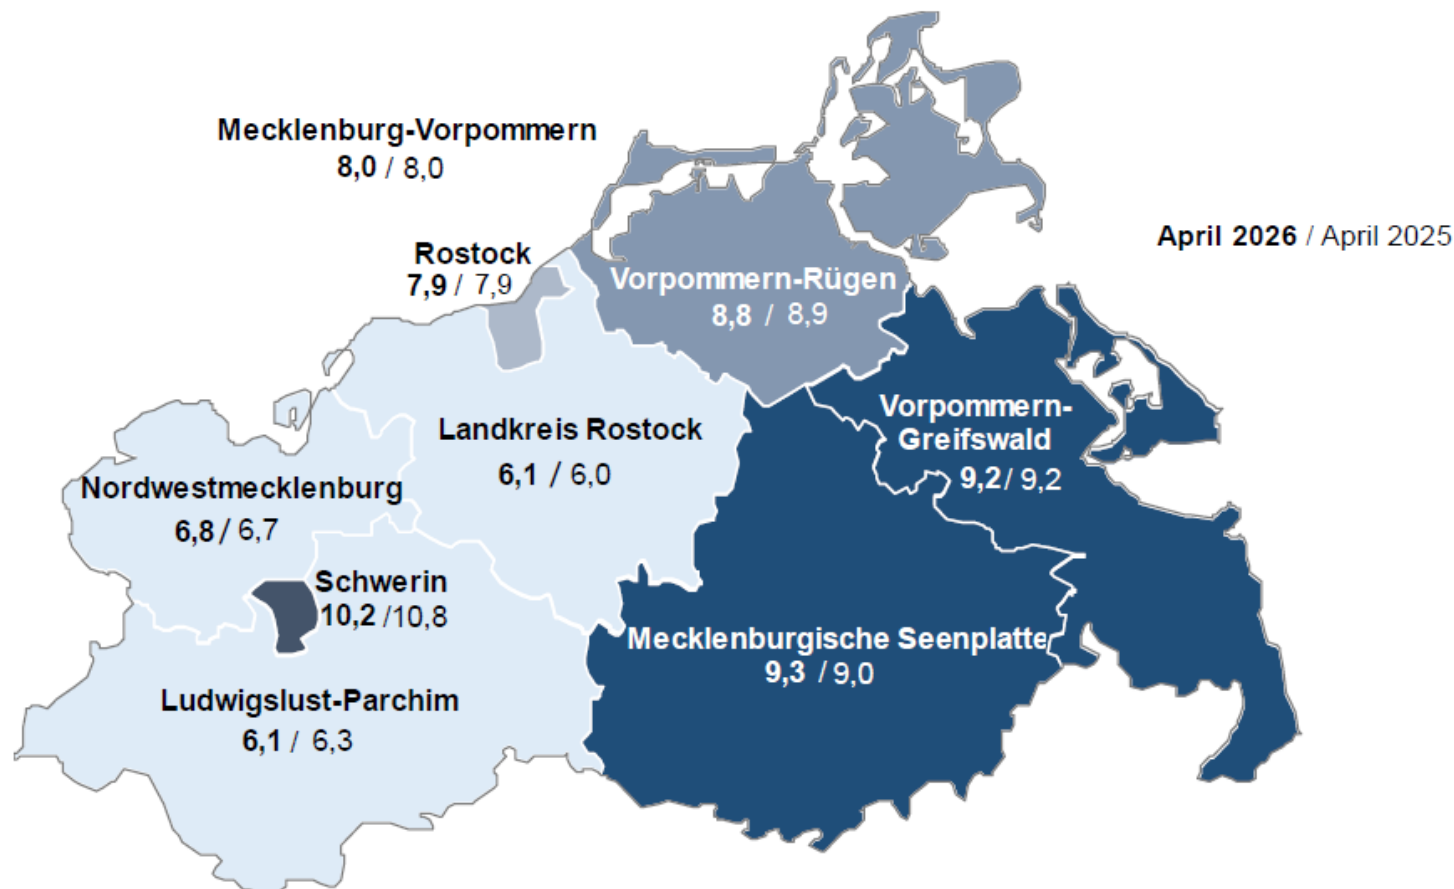 Mecklenburg-Vorpommern
8,0 / 8,0
April 2026 / April 2025
Rostock
7,9 / 7,9
Vorpommern-Rügen
8,8 / 8,9
Vorpommern-
Greifswald
9,2 / 9,2
Landkreis Rostock
6,1 / 6,0
Nordwestmecklenburg
6,8 / 6,7
Schwerin
10,2 /10,8
Mecklenburgische Seenplatte
9,3 / 9,0
Ludwigslust-Parchim
6,1 / 6,3